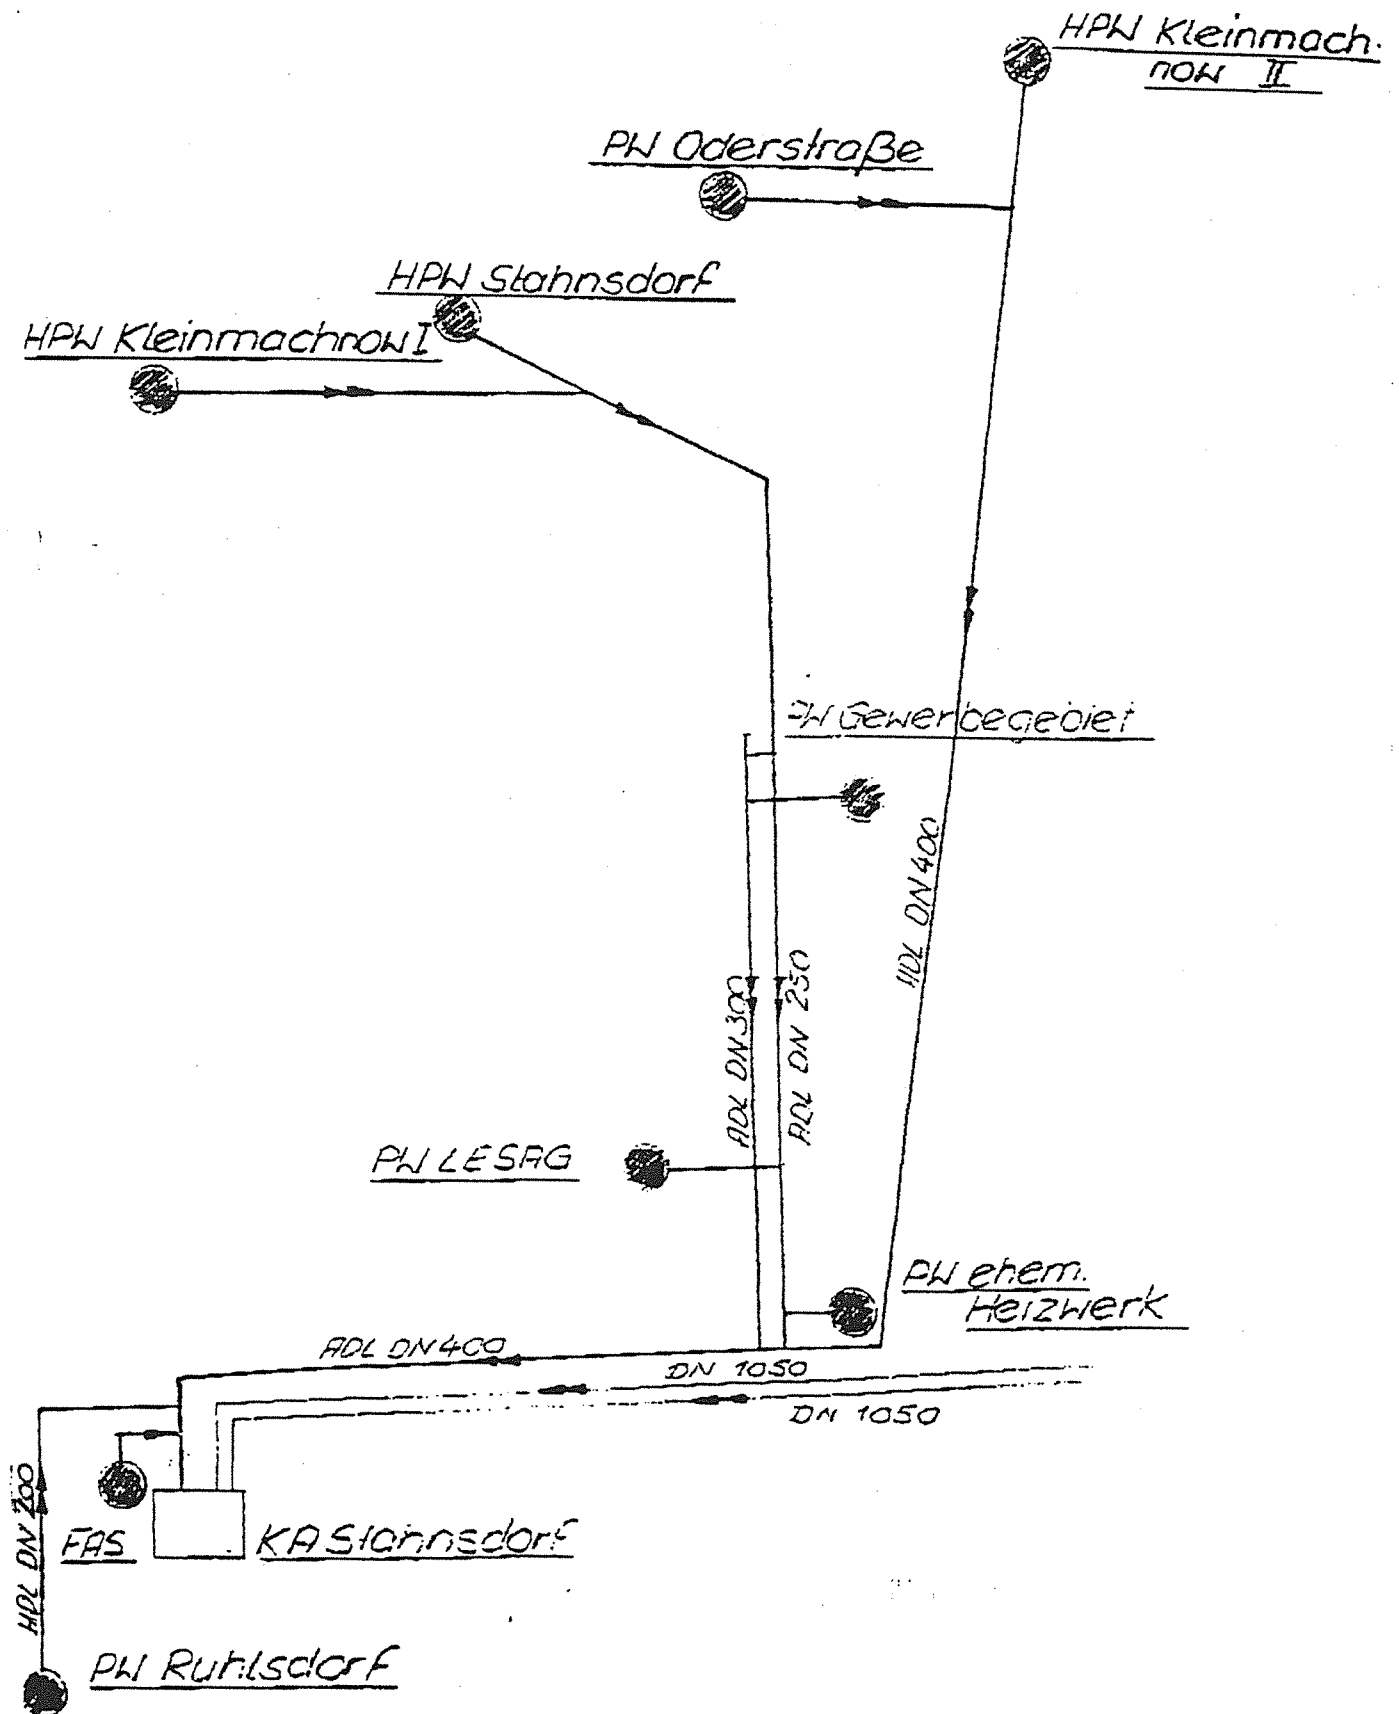 HPW Kleinmach.
now II
PW Oderstraße
HPW Stahnsdorf
HPW Kleinmachnow I
PW Gewerbegebiet
HDL DN 400
ADL DN 300
ADL DN 250
PW LESAG
PW ehem.
Heizwerk
ADL DN 400
DN 1050
DN 1050
HDL DN 200
FAS
KA Stahnsdorf
PW Ruhlsdorf